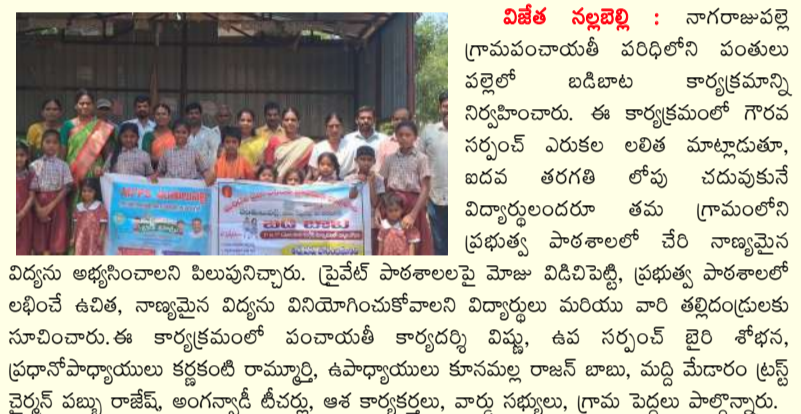 విజేత నల్లబెల్లి : నాగరాజుపల్లె
గ్రామపంచాయతీ పరిధిలోని పంతులు
పల్లెలో బడిబాట కార్యక్రమాన్ని
నిర్వహించారు. ఈ కార్యక్రమంలో గౌరవ
సర్పంచ్ ఎరుకల లలిత మాట్లాడుతూ,
ఐదవ తరగతి లోపు చదువుకునే
విద్యార్థులందరూ తమ గ్రామంలోని
ప్రభుత్వ పాఠశాలలో చేరి నాణ్యమైన
విద్యను అభ్యసించాలని పిలుపునిచ్చారు. ప్రైవేట్ పాఠశాలలపై మోజు విడిచిపెట్టి, ప్రభుత్వ పాఠశాలలో
లభించే ఉచిత, నాణ్యమైన విద్యను వినియోగించుకోవాలని విద్యార్థులు మరియు వారి తల్లిదండ్రులకు
సూచించారు.ఈ కార్యక్రమంలో పంచాయతీ కార్యదర్శి విష్ణు, ఉప సర్పంచ్ బైరి శోభన,
ప్రధానోపాధ్యాయులు కర్ణకంటి రామ్మూర్తి, ఉపాధ్యాయులు కూనమల్ల రాజన్ బాబు, మద్ది మేడారం ట్రస్ట్
చైర్మన్ పబ్బు రాజేష్, అంగన్వాడీ టీచర్లు, ఆశ కార్యకర్తలు, వార్డు సభ్యులు, గ్రామ పెద్దలు పాల్గొన్నారు.
బడి బాట